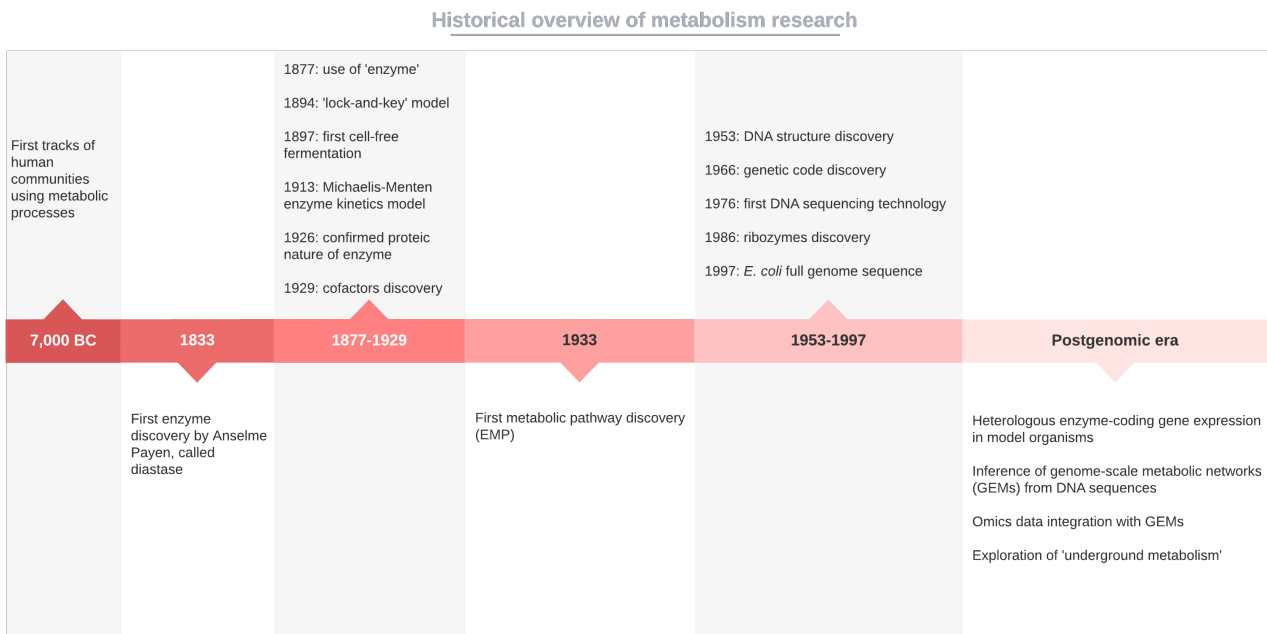 Historical overview of metabolism research
First tracks of
human
communities
using metabolic
processes
1877: use of 'enzyme'
1894: 'lock-and-key' model
1897: first cell-free
fermentation
1913: Michaelis-Menten
enzyme kinetics model
1926: confirmed proteic
nature of enzyme
1929: cofactors discovery
1953: DNA structure discovery
1966: genetic code discovery
1976: first DNA sequencing technology
1986: ribozymes discovery
1997: E. coli full genome sequence
7,000 BC
1833
1877-1929
1933
1953-1997
Postgenomic era
First enzyme
discovery by Anselme
Payen, called
diastase
First metabolic pathway discovery
(EMP)
Heterologous enzyme-coding gene expression
in model organisms
Inference of genome-scale metabolic networks
(GEMs) from DNA sequences
Omics data integration with GEMs
Exploration of 'underground metabolism'